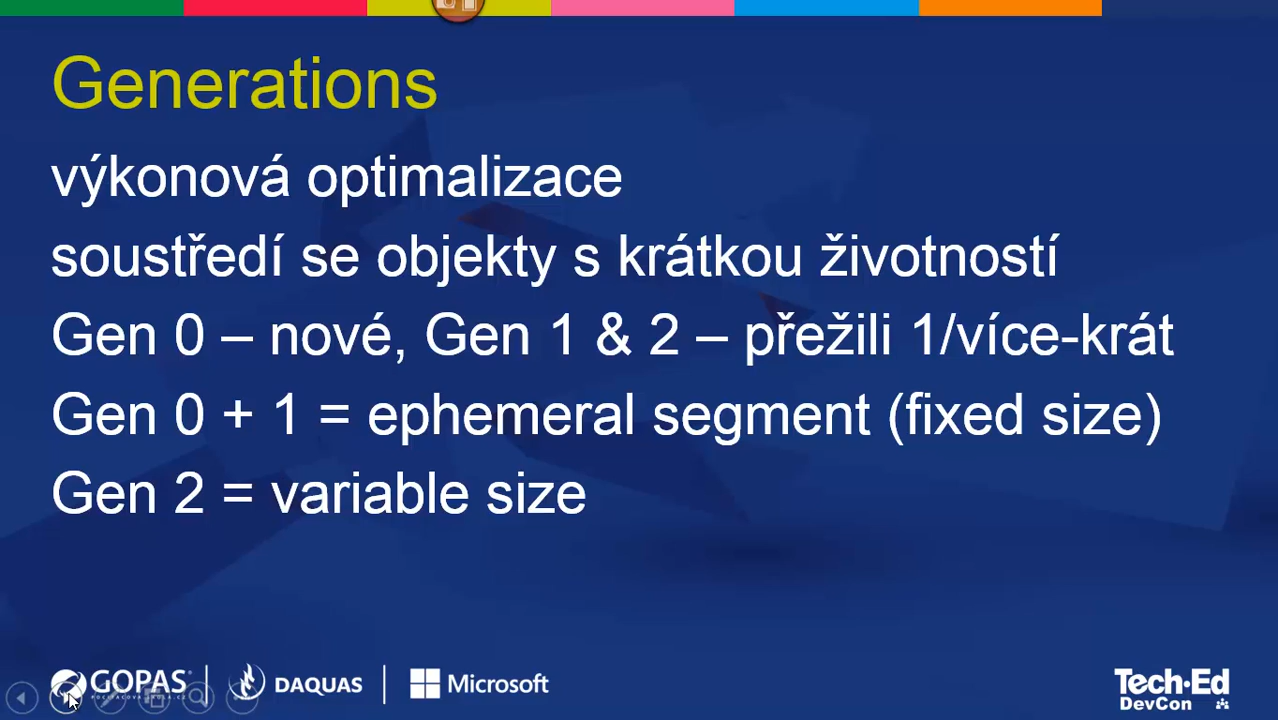 Generations
výkonová optimalizace
soustředí se objekty s krátkou životností
Gen 0 – nové, Gen 1 & 2 – přežili 1/více-krát
Gen 0 + 1 = ephemeral segment (fixed size)
Gen 2 = variable size
GOPAS
DAQUAS
Microsoft
Tech·Ed
DevCon